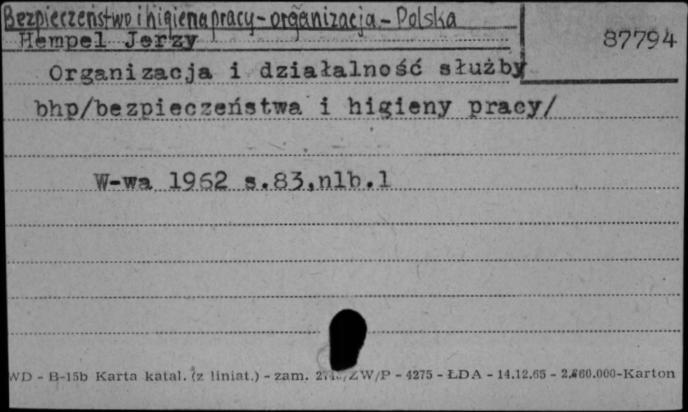 Bezpieczeństwo i higiena pracy - organizacja - Polska
Hempel Jerzy
87794
Organizacja i działalność służby
bhp/bezpieczeństwa i higieny pracy/
W-wa 1962 s.83,nlb.1
WD - B-15b Karta katal. (z liniat.) - zam. ZW/P - 4275 - ŁDA - 14.12.65 - Karton